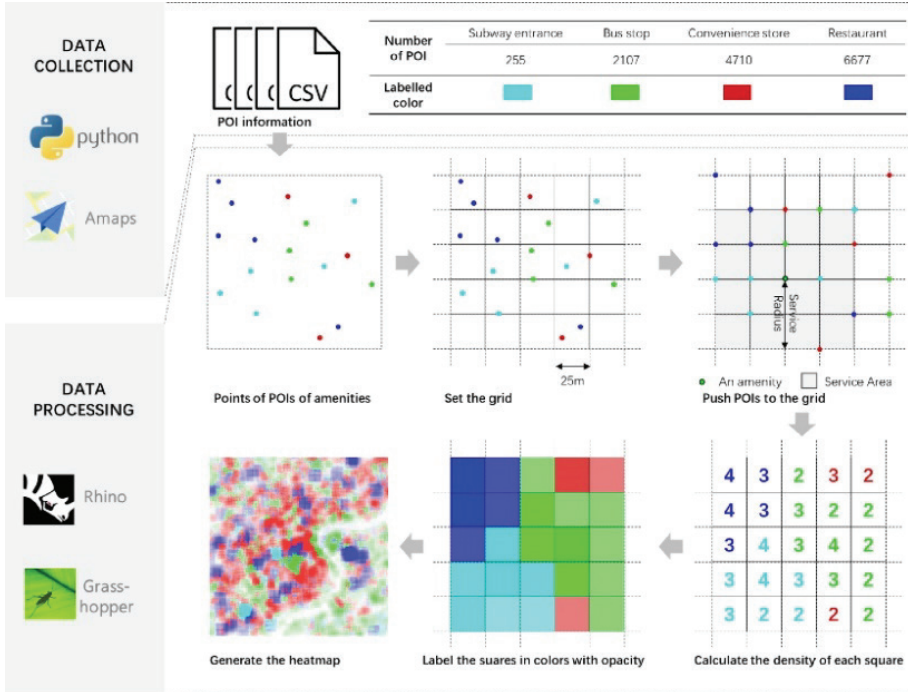 DATA
COLLECTION
python
Amaps
CSV
POI information
Number
of POI
Subway entrance Bus stop Convenience store Restaurant
255 2107 4710 6677
Labelled
color
25m
Service
Radius
An amenity Service Area
Points of POIs of amenities
Set the grid
Push POIs to the grid
DATA
PROCESSING
Rhino
Grass-
hopper
4 3 2 3 2
4 3 3 2 2
3 4 3 4 2
3 4 3 3 2
3 2 2 2 2
Generate the heatmap
Label the suares in colors with opacity
Calculate the density of each square